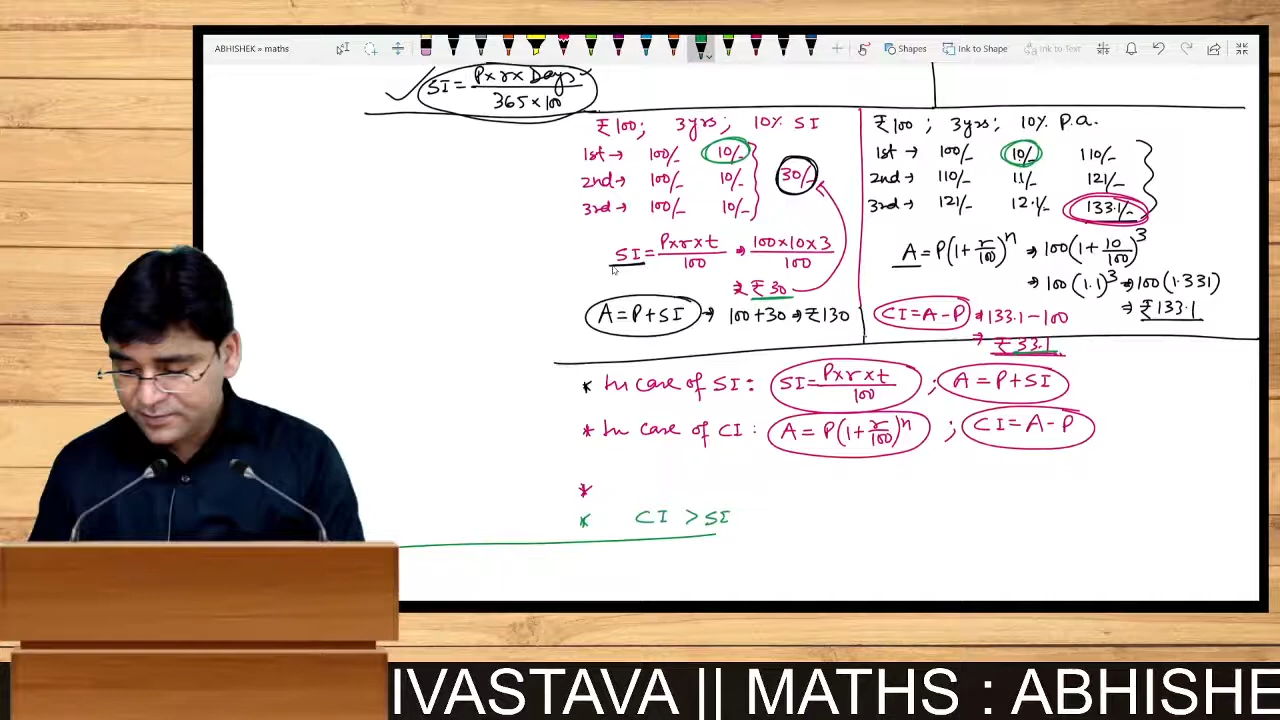 ABHISHEK » maths
Shapes
Ink to Shape
Ink to Text
SI = P×r×Days / 365×100
₹100 ; 3yrs ; 10% SI
1st → 100/- 10/-
2nd → 100/- 10/-
3rd → 100/- 10/-
30/-
SI = P×r×t / 100 → 100×10×3 / 100
→ ₹30
A = P+SI → 100+30 → ₹130
₹100 ; 3yrs ; 10% P.a.
1st → 100/- 10/- 110/-
2nd → 110/- 11/- 121/-
3rd → 121/- 12.1/- 133.1/-
A = P(1+r/100)^n → 100(1+10/100)^3
→ 100(1.1)^3 → 100(1.331)
→ ₹133.1
CI = A-P → 133.1-100
→ ₹33.1
* In case of SI : SI = P×r×t / 100 ; A = P+SI
* In case of CI : A = P(1+r/100)^n ; CI = A-P
*
* CI > SI
IVASTAVA || MATHS : ABHISHE